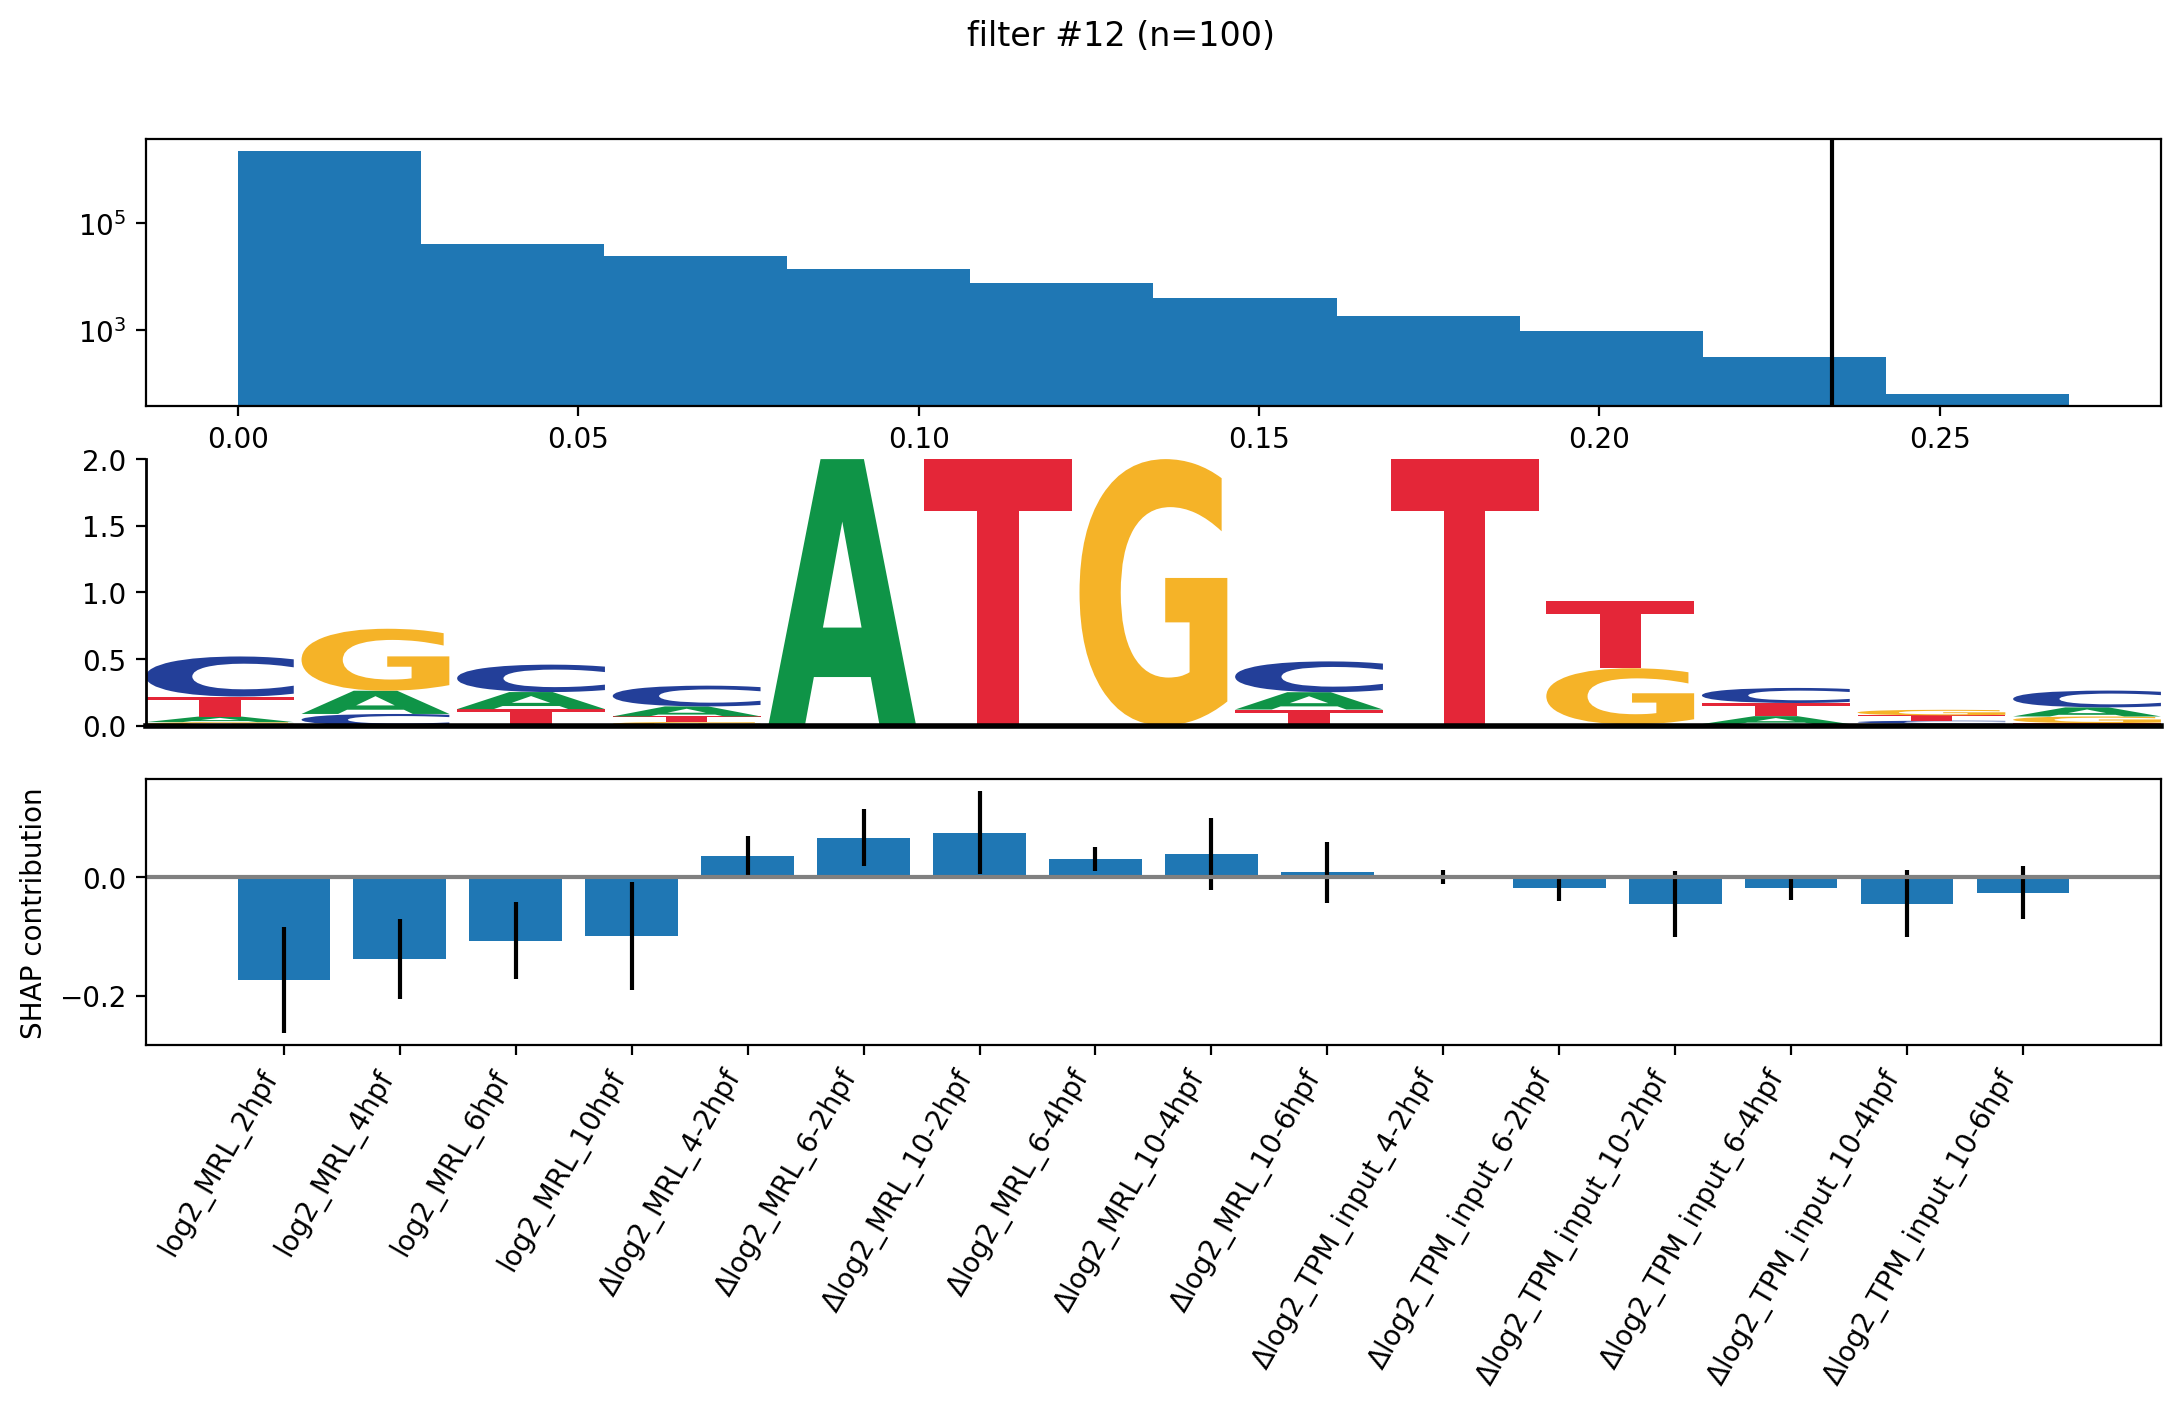 filter #12 (n=100)
10⁵
10³
0.00 0.05 0.10 0.15 0.20 0.25
2.0
1.5
1.0
0.5
0.0
C G C C A T G C T T C G C
T A A A A G T C A
A C T T T A T G
SHAP contribution
0.0
−0.2
log2_MRL_2hpf
log2_MRL_4hpf
log2_MRL_6hpf
log2_MRL_10hpf
Δlog2_MRL_4-2hpf
Δlog2_MRL_6-2hpf
Δlog2_MRL_10-2hpf
Δlog2_MRL_6-4hpf
Δlog2_MRL_10-4hpf
Δlog2_MRL_10-6hpf
Δlog2_TPM_input_4-2hpf
Δlog2_TPM_input_6-2hpf
Δlog2_TPM_input_10-2hpf
Δlog2_TPM_input_6-4hpf
Δlog2_TPM_input_10-4hpf
Δlog2_TPM_input_10-6hpf